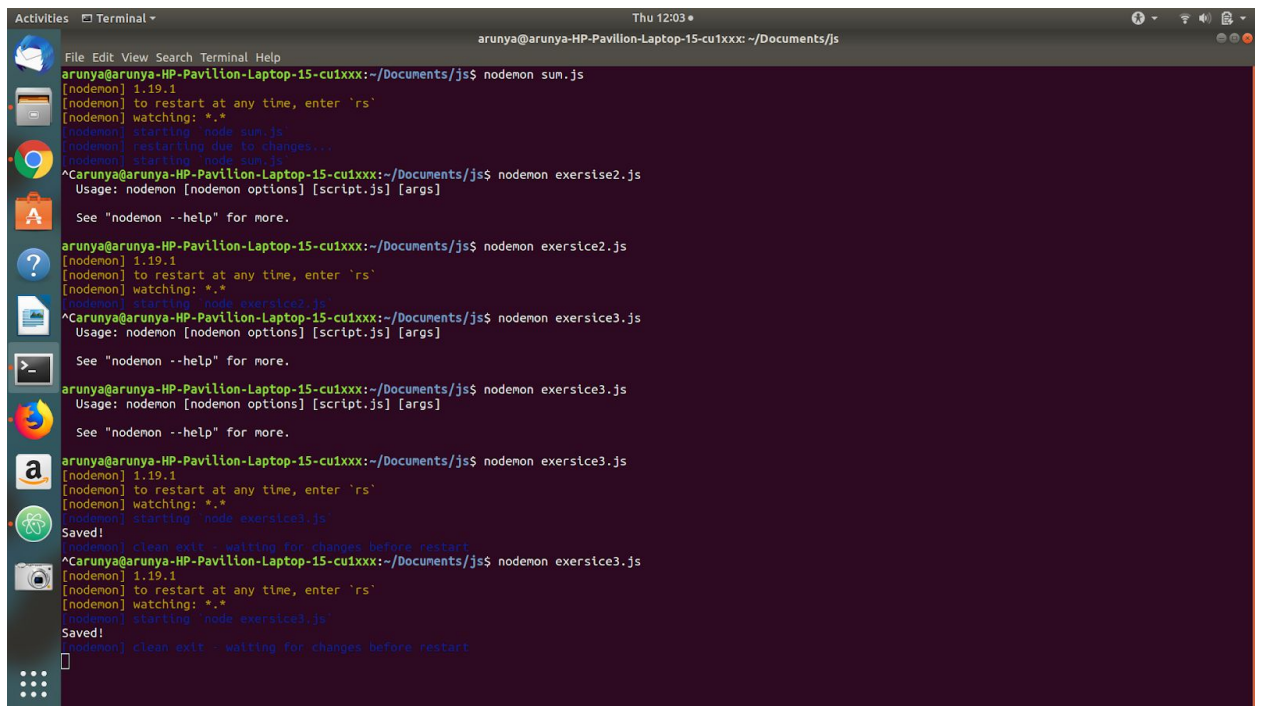 Activities Terminal Thu 12:03
arunya@arunya-HP-Pavilion-Laptop-15-cu1xxx: ~/Documents/js
File Edit View Search Terminal Help
arunya@arunya-HP-Pavilion-Laptop-15-cu1xxx:~/Documents/js$ nodemon sum.js
[nodemon] 1.19.1
[nodemon] to restart at any time, enter `rs`
[nodemon] watching: *.*
[nodemon] starting `node sum.js`
[nodemon] restarting due to changes...
[nodemon] starting `node sum.js`
^Carunya@arunya-HP-Pavilion-Laptop-15-cu1xxx:~/Documents/js$ nodemon exersise2.js
Usage: nodemon [nodemon options] [script.js] [args]
See "nodemon --help" for more.
arunya@arunya-HP-Pavilion-Laptop-15-cu1xxx:~/Documents/js$ nodemon exersice2.js
[nodemon] 1.19.1
[nodemon] to restart at any time, enter `rs`
[nodemon] watching: *.*
[nodemon] starting `node exersice2.js`
^Carunya@arunya-HP-Pavilion-Laptop-15-cu1xxx:~/Documents/js$ nodemon exersice3.js
Usage: nodemon [nodemon options] [script.js] [args]
See "nodemon --help" for more.
arunya@arunya-HP-Pavilion-Laptop-15-cu1xxx:~/Documents/js$ nodemon exersice3.js
Usage: nodemon [nodemon options] [script.js] [args]
See "nodemon --help" for more.
arunya@arunya-HP-Pavilion-Laptop-15-cu1xxx:~/Documents/js$ nodemon exersice3.js
[nodemon] 1.19.1
[nodemon] to restart at any time, enter `rs`
[nodemon] watching: *.*
[nodemon] starting `node exersice3.js`
Saved!
[nodemon] clean exit - waiting for changes before restart
^Carunya@arunya-HP-Pavilion-Laptop-15-cu1xxx:~/Documents/js$ nodemon exersice3.js
[nodemon] 1.19.1
[nodemon] to restart at any time, enter `rs`
[nodemon] watching: *.*
[nodemon] starting `node exersice3.js`
Saved!
[nodemon] clean exit - waiting for changes before restart